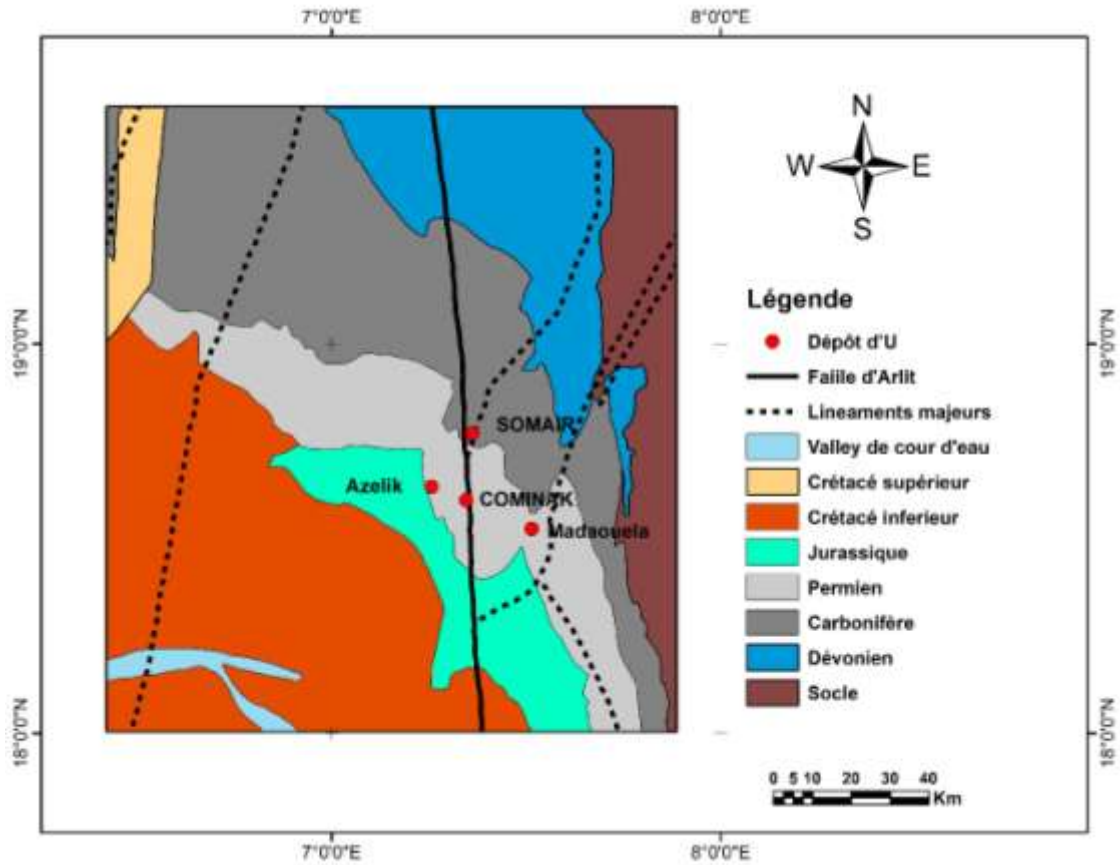 7°0'0"E 8°0'0"E
N
W E
S
Légende
19°0'0"N 19°0'0"N
Dépôt d'U
Faille d'Arlit
Lineaments majeurs
SOMAIR
Valley de cour d'eau
Crétacé supérieur
Azelik COMINAK
Crétacé inferieur
Madaouela
Jurassique
Permien
Carbonifère
Dévonien
Socle
18°0'0"N 18°0'0"N
0 5 10 20 30 40
Km
7°0'0"E 8°0'0"E